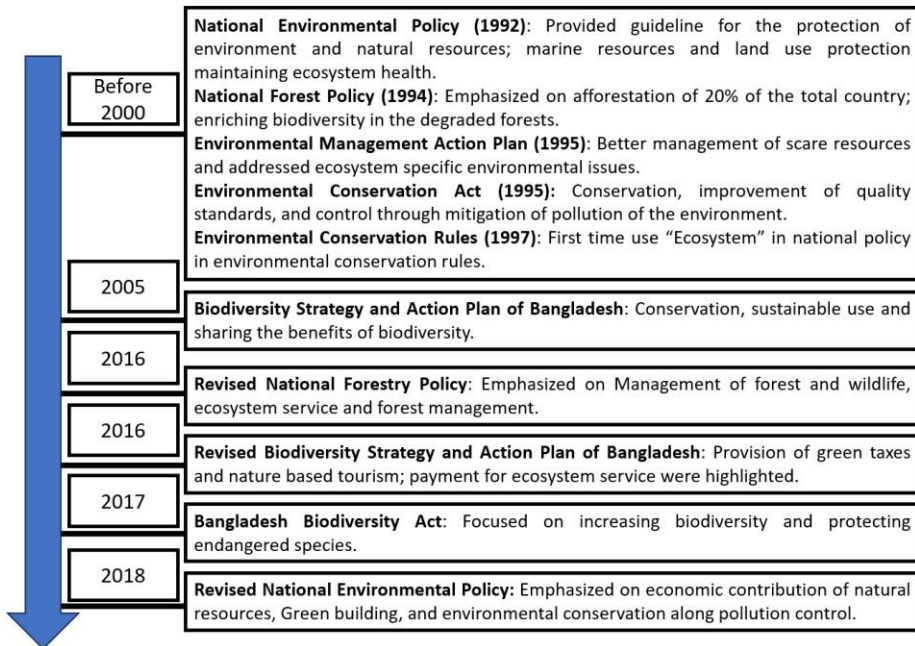 Before
2000
National Environmental Policy (1992): Provided guideline for the protection of
environment and natural resources; marine resources and land use protection
maintaining ecosystem health.
National Forest Policy (1994): Emphasized on afforestation of 20% of the total country;
enriching biodiversity in the degraded forests.
Environmental Management Action Plan (1995): Better management of scare resources
and addressed ecosystem specific environmental issues.
Environmental Conservation Act (1995): Conservation, improvement of quality
standards, and control through mitigation of pollution of the environment.
Environmental Conservation Rules (1997): First time use “Ecosystem” in national policy
in environmental conservation rules.
2005
Biodiversity Strategy and Action Plan of Bangladesh: Conservation, sustainable use and
sharing the benefits of biodiversity.
2016
Revised National Forestry Policy: Emphasized on Management of forest and wildlife,
ecosystem service and forest management.
2016
Revised Biodiversity Strategy and Action Plan of Bangladesh: Provision of green taxes
and nature based tourism; payment for ecosystem service were highlighted.
2017
Bangladesh Biodiversity Act: Focused on increasing biodiversity and protecting
endangered species.
2018
Revised National Environmental Policy: Emphasized on economic contribution of natural
resources, Green building, and environmental conservation along pollution control.